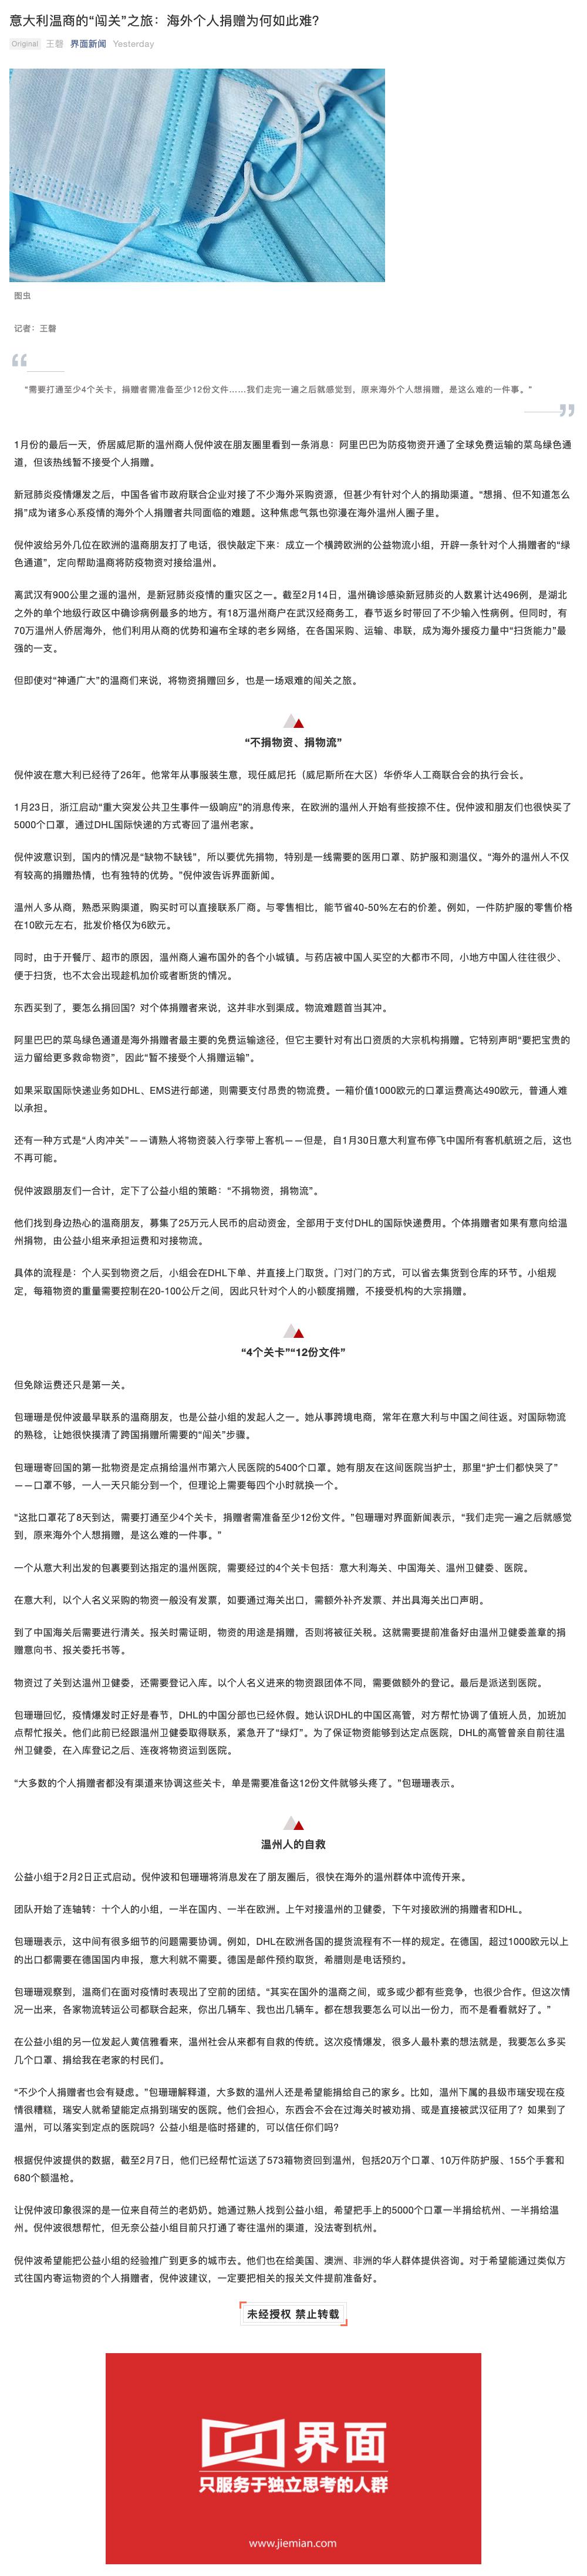 意大利温商的“闯关”之旅：海外个人捐赠为何如此难？
Original 王磬 界面新闻 Yesterday
图虫
记者：王磬
“需要打通至少4个关卡，捐赠者需准备至少12份文件……我们走完一遍之后就感觉到，原来海外个人想捐赠，是这么难的一件事。”
1月份的最后一天，侨居威尼斯的温州商人倪仲波在朋友圈里看到一条消息：阿里巴巴为防疫物资开通了全球免费运输的菜鸟绿色通
道，但该热线暂不接受个人捐赠。
新冠肺炎疫情爆发之后，中国各省市政府联合企业对接了不少海外采购资源，但甚少有针对个人的捐助渠道。“想捐、但不知道怎么
捐”成为诸多心系疫情的海外个人捐赠者共同面临的难题。这种焦虑气氛也弥漫在海外温州人圈子里。
倪仲波给另外几位在欧洲的温商朋友打了电话，很快敲定下来：成立一个横跨欧洲的公益物流小组，开辟一条针对个人捐赠者的“绿
色通道”，定向帮助温商将防疫物资对接给温州。
离武汉有900公里之遥的温州，是新冠肺炎疫情的重灾区之一。截至2月14日，温州确诊感染新冠肺炎的人数累计达496例，是湖北
之外的单个地级行政区中确诊病例最多的地方。有18万温州商户在武汉经商务工，春节返乡时带回了不少输入性病例。但同时，有
70万温州人侨居海外，他们利用从商的优势和遍布全球的老乡网络，在各国采购、运输、串联，成为海外援疫力量中“扫货能力”最
强的一支。
但即使对“神通广大”的温商们来说，将物资捐赠回乡，也是一场艰难的闯关之旅。
“不捐物资、捐物流”
倪仲波在意大利已经待了26年。他常年从事服装生意，现任威尼托（威尼斯所在大区）华侨华人工商联合会的执行会长。
1月23日，浙江启动“重大突发公共卫生事件一级响应”的消息传来，在欧洲的温州人开始有些按捺不住。倪仲波和朋友们也很快买了
5000个口罩，通过DHL国际快递的方式寄回了温州老家。
倪仲波意识到，国内的情况是“缺物不缺钱”，所以要优先捐物，特别是一线需要的医用口罩、防护服和测温仪。“海外的温州人不仅
有较高的捐赠热情，也有独特的优势。”倪仲波告诉界面新闻。
温州人多从商，熟悉采购渠道，购买时可以直接联系厂商。与零售相比，能节省40-50%左右的价差。例如，一件防护服的零售价格
在10欧元左右，批发价格仅为6欧元。
同时，由于开餐厅、超市的原因，温州商人遍布国外的各个小城镇。与药店被中国人买空的大都市不同，小地方中国人往往很少、
便于扫货，也不太会出现趁机加价或者断货的情况。
东西买到了，要怎么捐回国？对个体捐赠者来说，这并非水到渠成。物流难题首当其冲。
阿里巴巴的菜鸟绿色通道是海外捐赠者最主要的免费运输途径，但它主要针对有出口资质的大宗机构捐赠。它特别声明“要把宝贵的
运力留给更多救命物资”，因此“暂不接受个人捐赠运输”。
如果采取国际快递业务如DHL、EMS进行邮递，则需要支付昂贵的物流费。一箱价值1000欧元的口罩运费高达490欧元，普通人难
以承担。
还有一种方式是“人肉冲关”——请熟人将物资装入行李带上客机——但是，自1月30日意大利宣布停飞中国所有客机航班之后，这也
不再可能。
倪仲波跟朋友们一合计，定下了公益小组的策略：“不捐物资，捐物流”。
他们找到身边热心的温商朋友，募集了25万元人民币的启动资金，全部用于支付DHL的国际快递费用。个体捐赠者如果有意向给温
州捐物，由公益小组来承担运费和对接物流。
具体的流程是：个人买到物资之后，小组会在DHL下单、并直接上门取货。门对门的方式，可以省去集货到仓库的环节。小组规
定，每箱物资的重量需要控制在20-100公斤之间，因此只针对个人的小额度捐赠，不接受机构的大宗捐赠。
“4个关卡”“12份文件”
但免除运费还只是第一关。
包珊珊是倪仲波最早联系的温商朋友，也是公益小组的发起人之一。她从事跨境电商，常年在意大利与中国之间往返。对国际物流
的熟稔，让她很快摸清了跨国捐赠所需要的“闯关”步骤。
包珊珊寄回国的第一批物资是定点捐给温州市第六人民医院的5400个口罩。她有朋友在这间医院当护士，那里“护士们都快哭了”
——口罩不够，一人一天只能分到一个，但理论上需要每四个小时就换一个。
“这批口罩花了8天到达，需要打通至少4个关卡，捐赠者需准备至少12份文件。”包珊珊对界面新闻表示，“我们走完一遍之后就感觉
到，原来海外个人想捐赠，是这么难的一件事。”
一个从意大利出发的包裹要到达指定的温州医院，需要经过的4个关卡包括：意大利海关、中国海关、温州卫健委、医院。
在意大利，以个人名义采购的物资一般没有发票，如要通过海关出口，需额外补齐发票、并出具海关出口声明。
到了中国海关后需要进行清关。报关时需证明，物资的用途是捐赠，否则将被征关税。这就需要提前准备好由温州卫健委盖章的捐
赠意向书、报关委托书等。
物资过了关到达温州卫健委，还需要登记入库。以个人名义进来的物资跟团体不同，需要做额外的登记。最后是派送到医院。
包珊珊回忆，疫情爆发时正好是春节，DHL的中国分部也已经休假。她认识DHL的中国区高管，对方帮忙协调了值班人员，加班加
点帮忙报关。他们此前已经跟温州卫健委取得联系，紧急开了“绿灯”。为了保证物资能够到达定点医院，DHL的高管曾亲自前往温
州卫健委，在入库登记之后、连夜将物资运到医院。
“大多数的个人捐赠者都没有渠道来协调这些关卡，单是需要准备这12份文件就够头疼了。”包珊珊表示。
温州人的自救
公益小组于2月2日正式启动。倪仲波和包珊珊将消息发在了朋友圈后，很快在海外的温州群体中流传开来。
团队开始了连轴转：十个人的小组，一半在国内、一半在欧洲。上午对接温州的卫健委，下午对接欧洲的捐赠者和DHL。
包珊珊表示，这中间有很多细节的问题需要协调。例如，DHL在欧洲各国的提货流程有不一样的规定。在德国，超过1000欧元以上
的出口都需要在德国国内申报，意大利就不需要。德国是邮件预约取货，希腊则是电话预约。
包珊珊观察到，温商们在面对疫情时表现出了空前的团结。“其实在国外的温商之间，或多或少都有些竞争，也很少合作。但这次情
况一出来，各家物流转运公司都联合起来，你出几辆车、我也出几辆车。都在想我要怎么可以出一份力，而不是看看就好了。”
在公益小组的另一位发起人黄信雅看来，温州社会从来都有自救的传统。这次疫情爆发，很多人最朴素的想法就是，我要怎么多买
几个口罩、捐给我在老家的村民们。
“不少个人捐赠者也会有疑虑。”包珊珊解释道，大多数的温州人还是希望能捐给自己的家乡。比如，温州下属的县级市瑞安现在疫
情很糟糕，瑞安人就希望能定点捐到瑞安的医院。他们会担心，东西会不会在过海关时被劝捐、或是直接被武汉征用了？如果到了
温州，可以落实到定点的医院吗？公益小组是临时搭建的，可以信任你们吗？
根据倪仲波提供的数据，截至2月7日，他们已经帮忙运送了573箱物资回到温州，包括20万个口罩、10万件防护服、155个手套和
680个额温枪。
让倪仲波印象很深的是一位来自荷兰的老奶奶。她通过熟人找到公益小组，希望把手上的5000个口罩一半捐给杭州、一半捐给温
州。倪仲波很想帮忙，但无奈公益小组目前只打通了寄往温州的渠道，没法寄到杭州。
倪仲波希望能把公益小组的经验推广到更多的城市去。他们也在给美国、澳洲、非洲的华人群体提供咨询。对于希望能通过类似方
式往国内寄运物资的个人捐赠者，倪仲波建议，一定要把相关的报关文件提前准备好。
未经授权 禁止转载
界面
只服务于独立思考的人群
www.jiemian.com